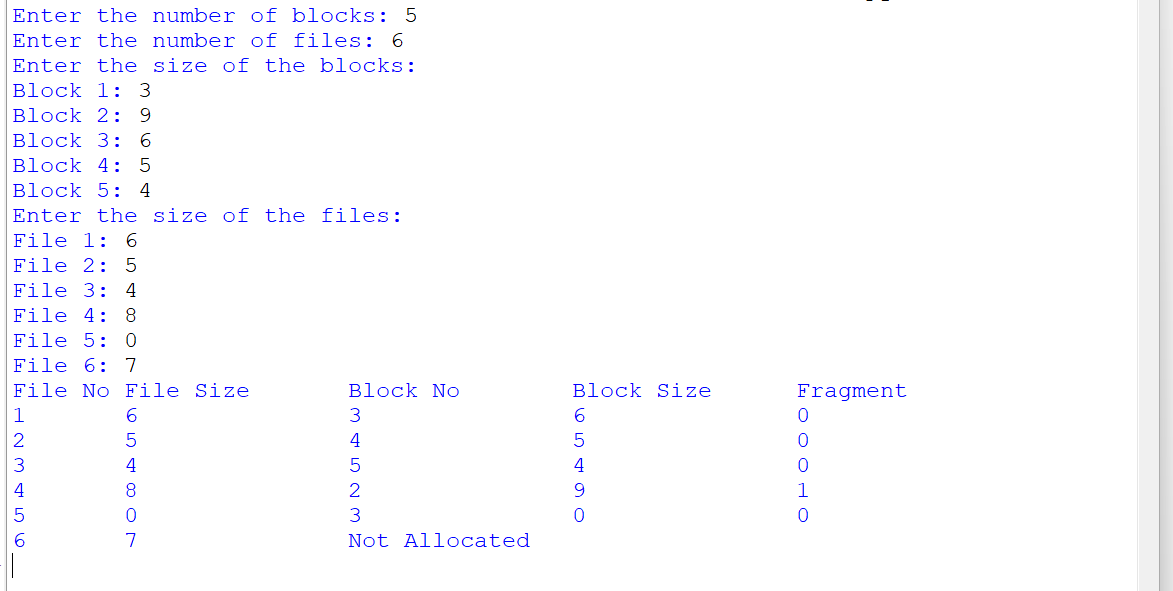 Enter the number of blocks: 5
Enter the number of files: 6
Enter the size of the blocks:
Block 1: 3
Block 2: 9
Block 3: 6
Block 4: 5
Block 5: 4
Enter the size of the files:
File 1: 6
File 2: 5
File 3: 4
File 4: 8
File 5: 0
File 6: 7
File No File Size Block No Block Size Fragment
1 6 3 6 0
2 5 4 5 0
3 4 5 4 0
4 8 2 9 1
5 0 3 0 0
6 7 Not Allocated